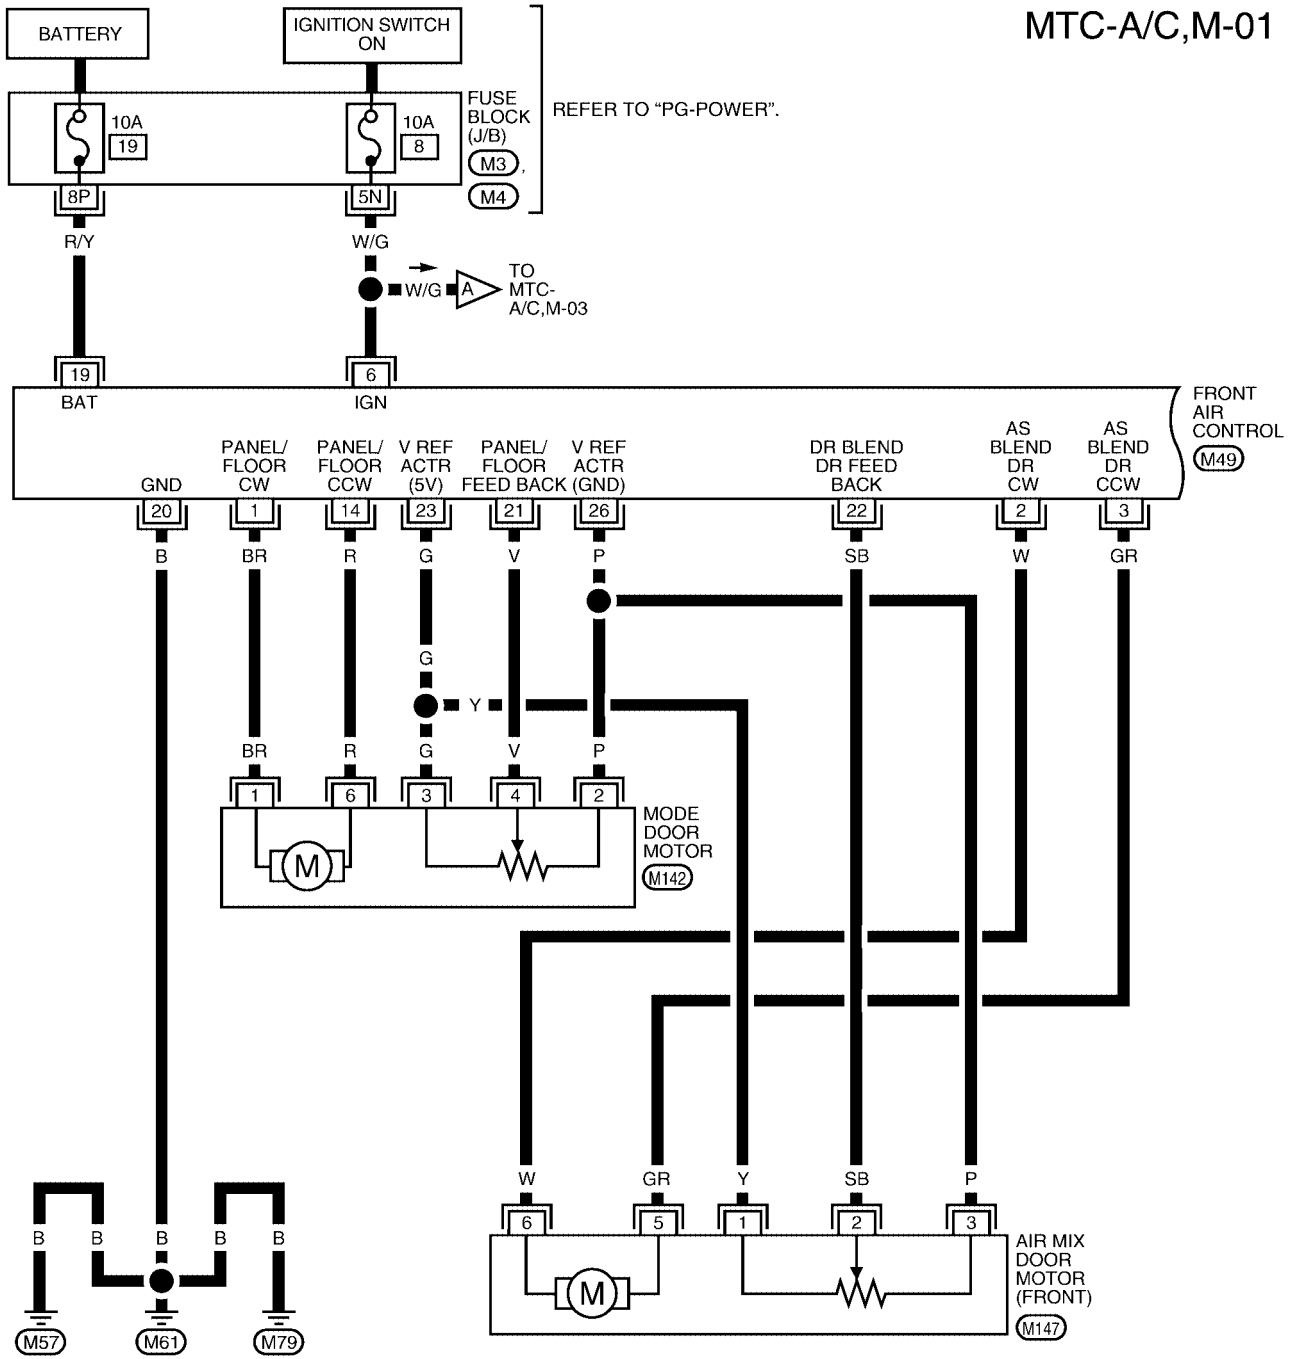 MTC-A/C,M-01
BATTERY
IGNITION SWITCH
ON
10A
19
10A
8
FUSE
BLOCK
(J/B)
M3 ,
M4
REFER TO "PG-POWER".
8P
5N
R/Y
W/G
W/G
A
TO
MTC-
A/C,M-03
19
6
BAT
IGN
FRONT
AIR
CONTROL
M49
GND
PANEL/
FLOOR
CW
PANEL/
FLOOR
CCW
V REF
ACTR
(5V)
PANEL/
FLOOR
FEED BACK
V REF
ACTR
(GND)
DR BLEND
DR FEED
BACK
AS
BLEND
DR
CW
AS
BLEND
DR
CCW
20 1 14 23 21 26 22 2 3
B BR R G V P SB W GR
G
Y
BR R G V P
1 6 3 4 2
M
MODE
DOOR
MOTOR
M142
W GR Y SB P
6 5 1 2 3
M
AIR MIX
DOOR
MOTOR
(FRONT)
M147
B B B B B
M57 M61 M79